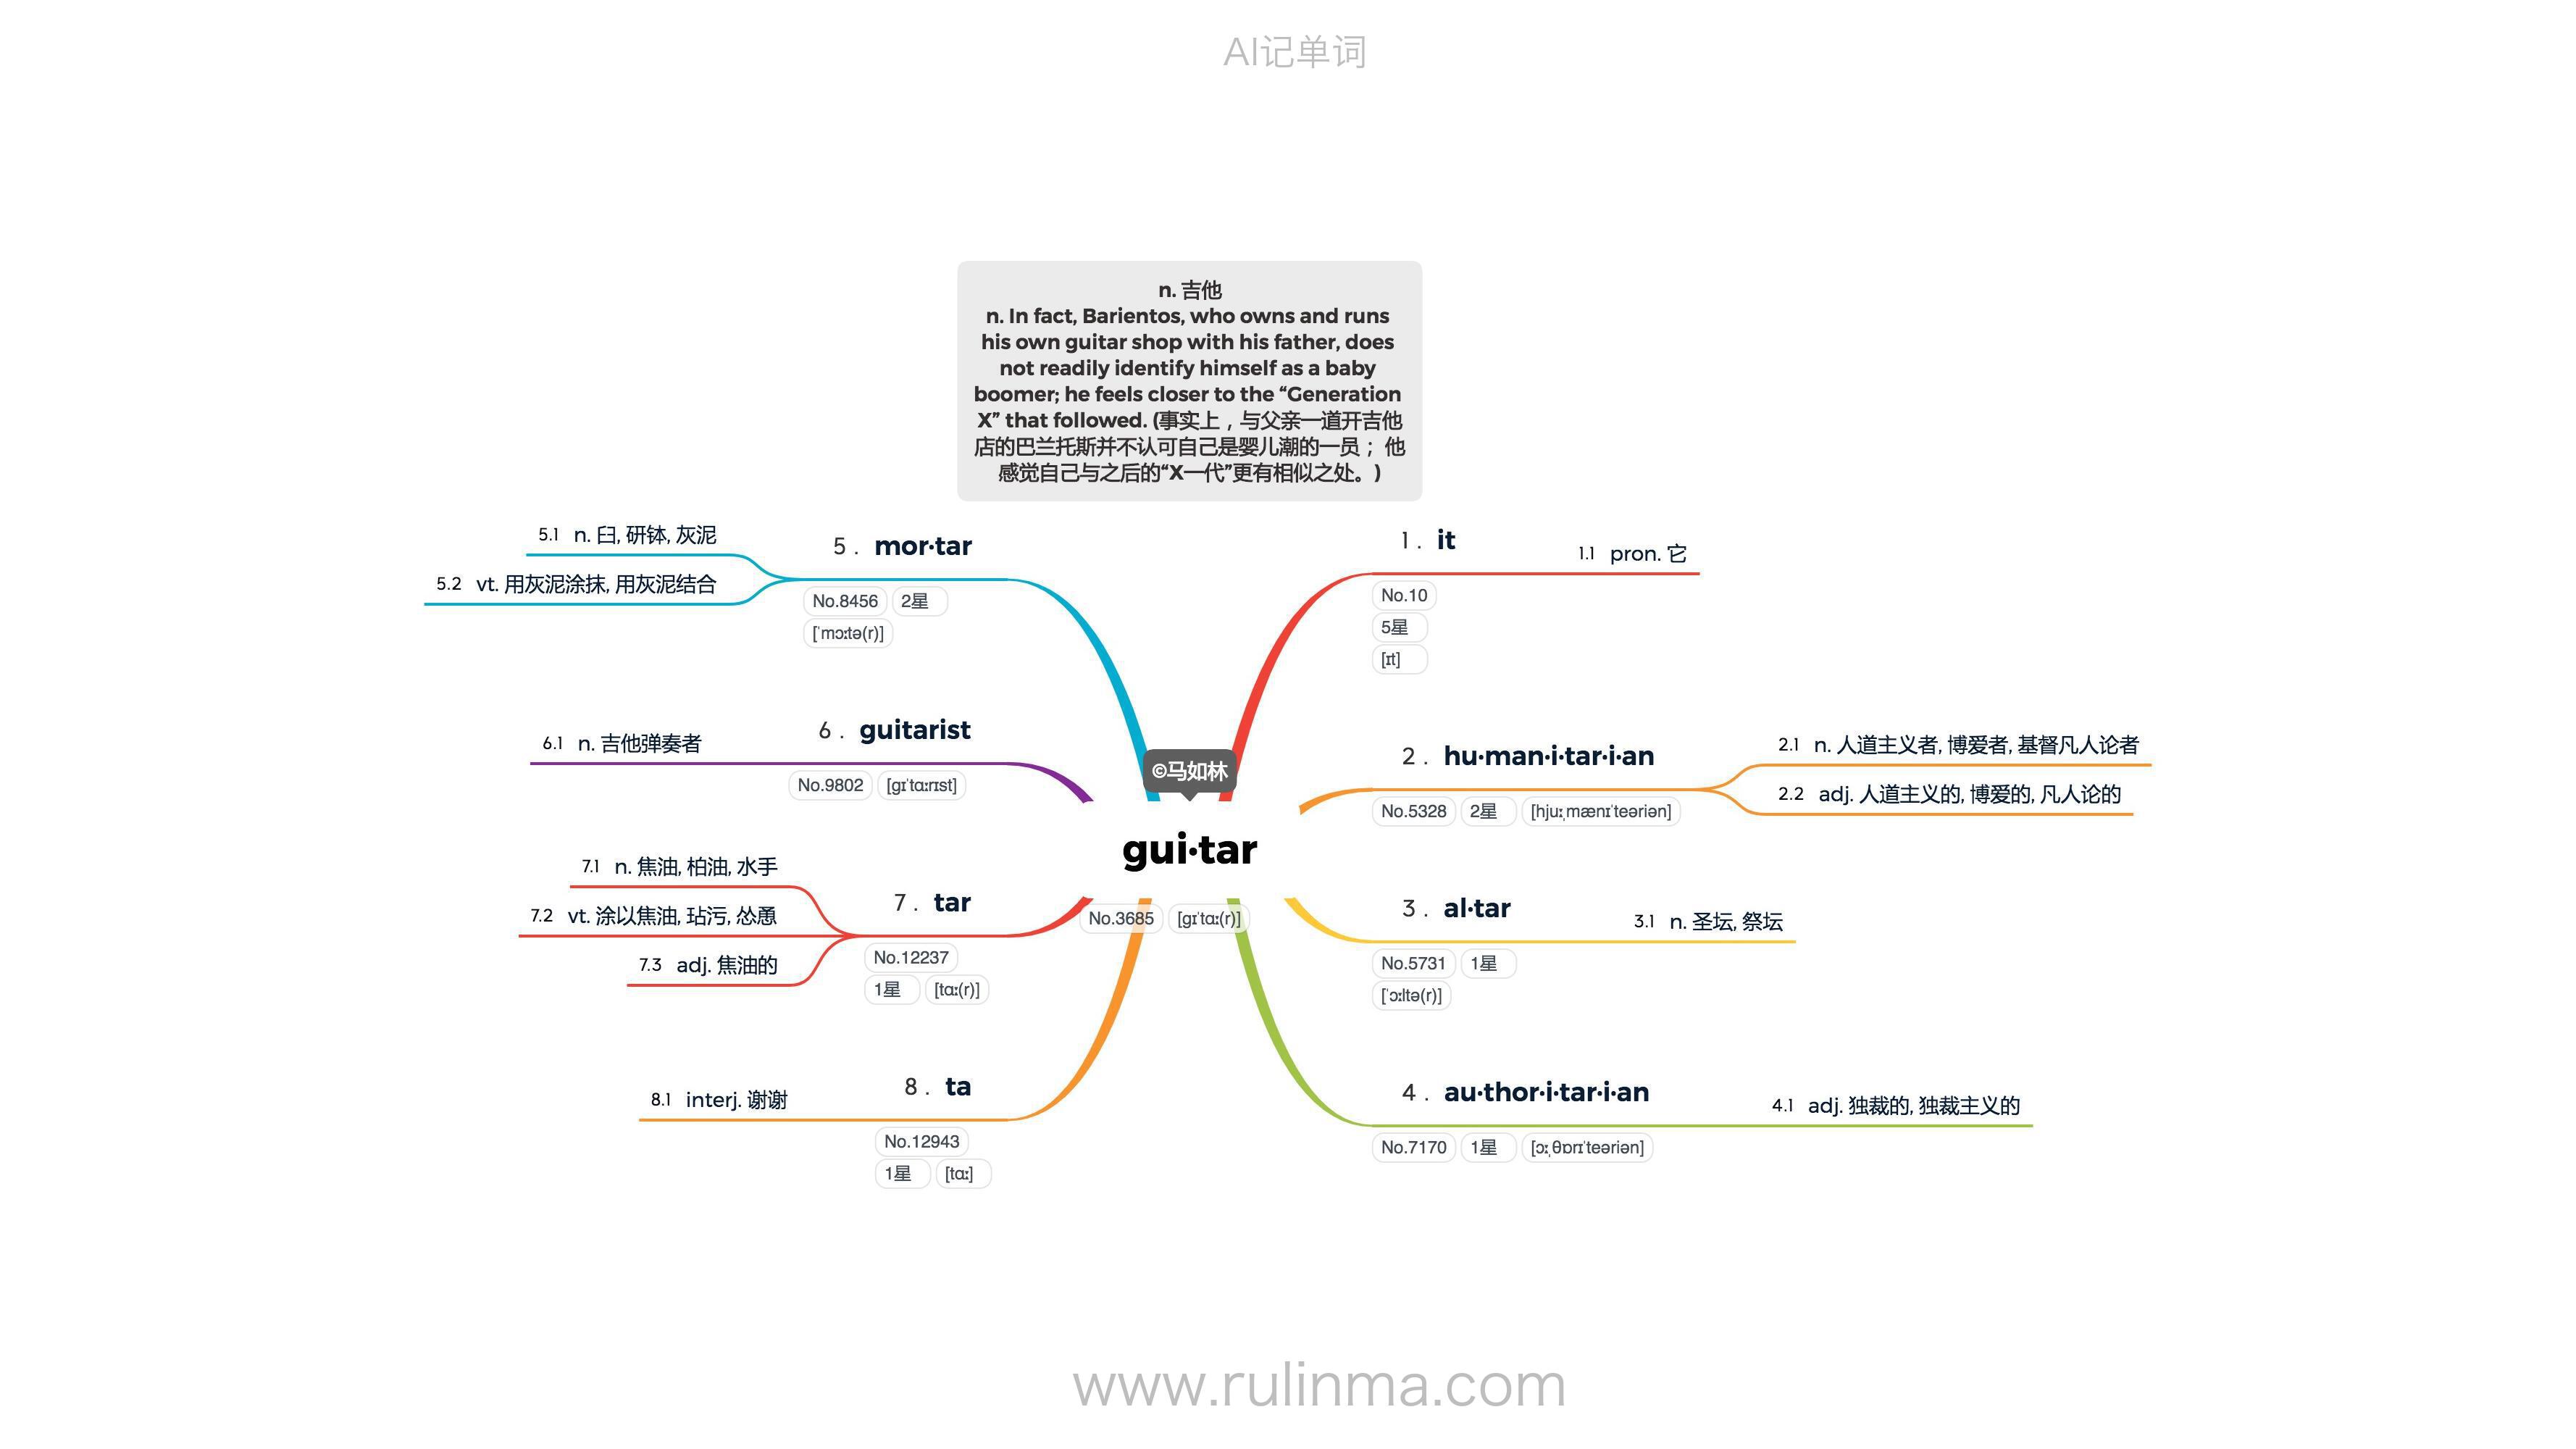 AI记单词
n. 吉他
n. In fact, Barientos, who owns and runs
his own guitar shop with his father, does
not readily identify himself as a baby
boomer; he feels closer to the “Generation
X” that followed. (事实上，与父亲一道开吉他
店的巴兰托斯并不认可自己是婴儿潮的一员； 他
感觉自己与之后的“X一代”更有相似之处。)
©马如林
gui·tar
No.3685 [ɡɪˈtɑː(r)]
1. it
No.10
5星
[ɪt]
1.1 pron. 它
2. hu·man·i·tar·i·an
No.5328 2星 [hjuːˌmænɪˈteəriən]
2.1 n. 人道主义者, 博爱者, 基督凡人论者
2.2 adj. 人道主义的, 博爱的, 凡人论的
3. al·tar
No.5731 1星
[ˈɔːltə(r)]
3.1 n. 圣坛, 祭坛
4. au·thor·i·tar·i·an
No.7170 1星 [ɔːˌθɒrɪˈteəriən]
4.1 adj. 独裁的, 独裁主义的
5. mor·tar
No.8456 2星
[ˈmɔːtə(r)]
5.1 n. 臼, 研钵, 灰泥
5.2 vt. 用灰泥涂抹, 用灰泥结合
6. guitarist
No.9802 [ɡɪˈtɑːrɪst]
6.1 n. 吉他弹奏者
7. tar
No.12237
1星 [tɑː(r)]
7.1 n. 焦油, 柏油, 水手
7.2 vt. 涂以焦油, 玷污, 怂恿
7.3 adj. 焦油的
8. ta
No.12943
1星 [tɑː]
8.1 interj. 谢谢
www.rulinma.com